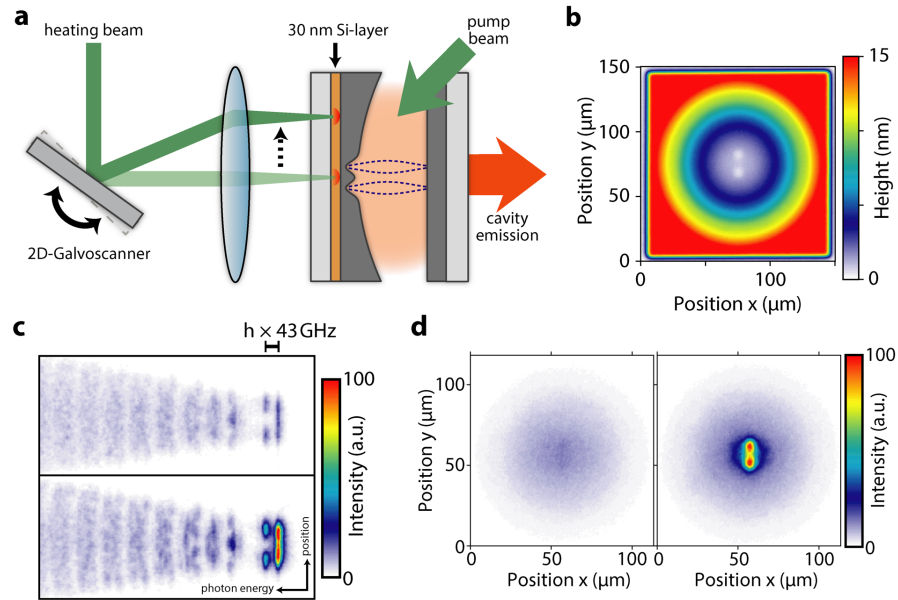 a
heating beam
30 nm Si-layer
pump
beam
2D-Galvoscanner
cavity
emission
b
150
100
50
0
Position y (µm)
0
100
Position x (µm)
15
0
Height (nm)
c
h × 43 GHz
100
0
Intensity (a.u.)
position
photon energy
d
100
50
0
Position y (µm)
0
50
100
Position x (µm)
0
50
100
Position x (µm)
100
0
Intensity (a.u.)